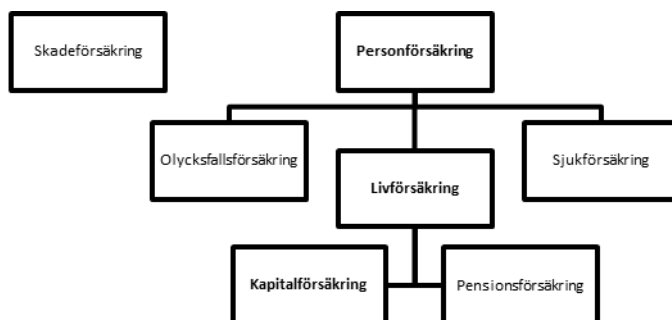 Skadeförsäkring
Personförsäkring
Olycksfallsförsäkring
Livförsäkring
Sjukförsäkring
Kapitalförsäkring
Pensionsförsäkring